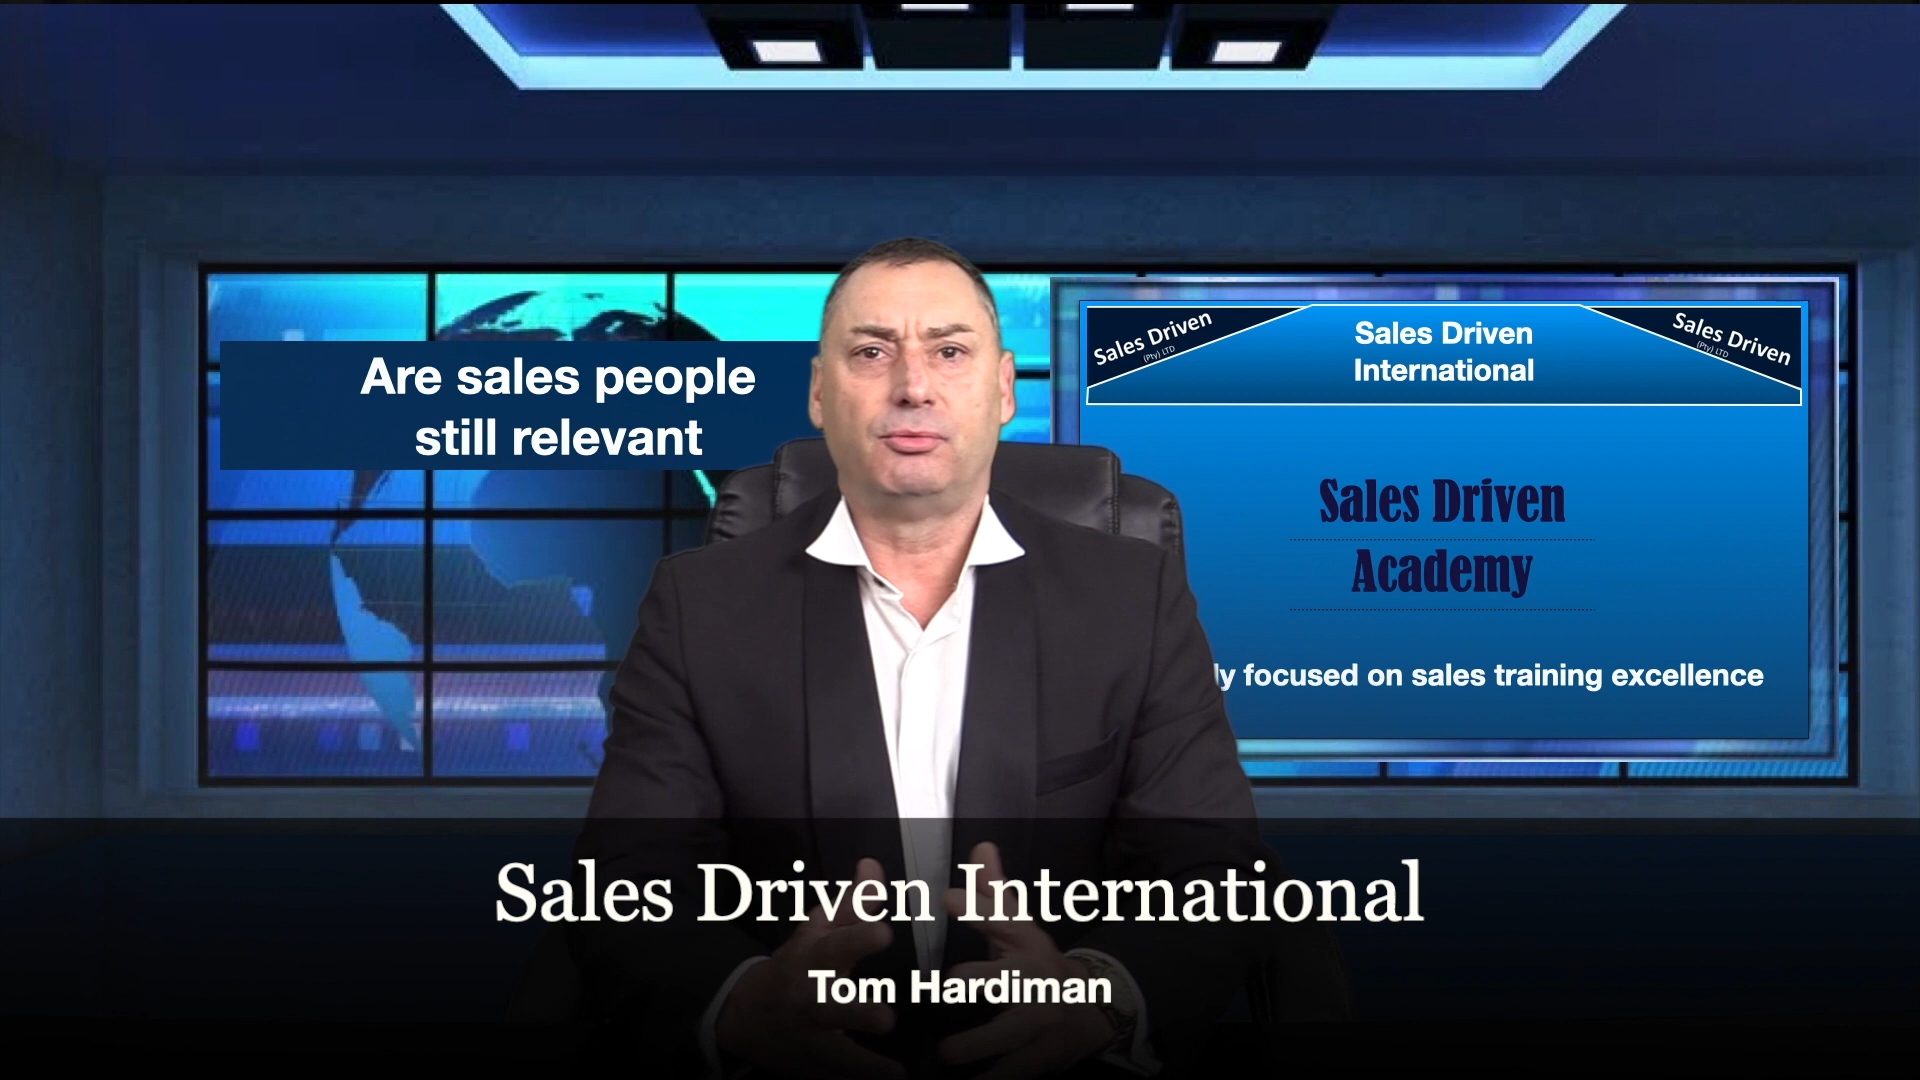 Are sales people
still relevant
Sales Driven
(Pty) LTD
Sales Driven
International
Sales Driven
(Pty) LTD
Sales Driven
Academy
ly focused on sales training excellence
Sales Driven International
Tom Hardiman